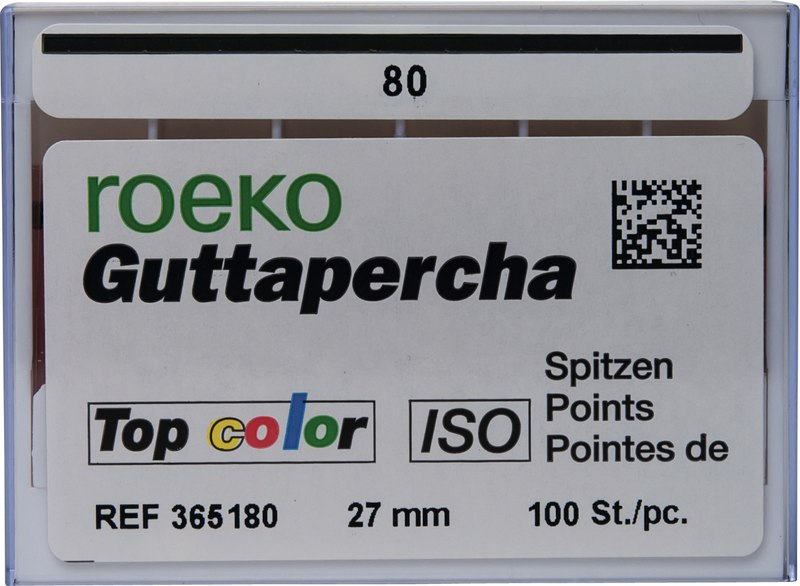 80
roeko
Guttapercha
Spitzen
Points
Pointes de
Top color
ISO
REF 365180 27 mm 100 St./pc.